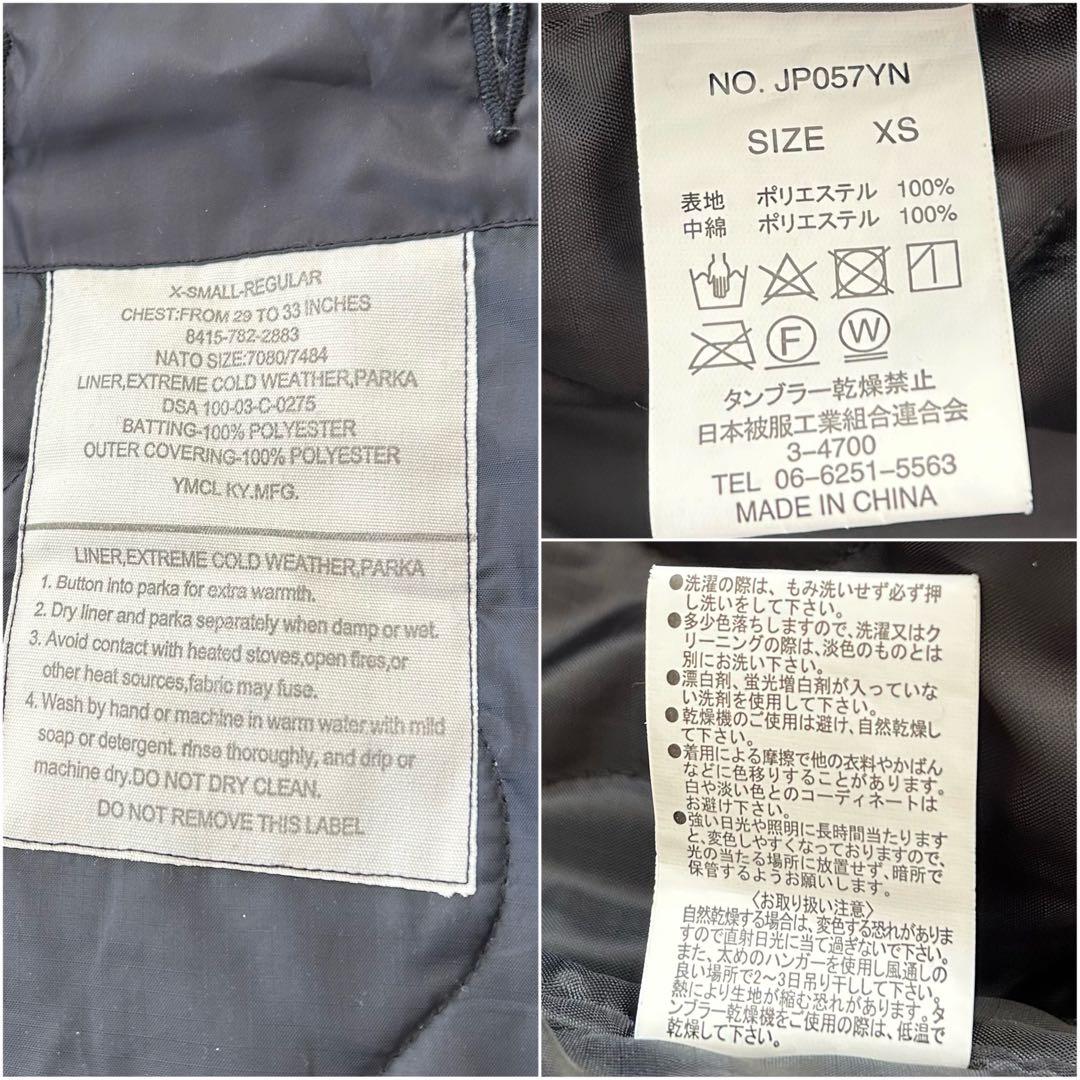 X-SMALL-REGULAR
CHEST:FROM 29 TO 33 INCHES
8415-782-2883
NATO SIZE:7080/7484
LINER,EXTREME COLD WEATHER,PARKA
DSA 100-03-C-0275
BATTING-100% POLYESTER
OUTER COVERING-100% POLYESTER
YMCL KY.MFG.
LINER,EXTREME COLD WEATHER,PARKA
1. Button into parka for extra warmth.
2. Dry liner and parka separately when damp or wet.
3. Avoid contact with heated stoves,open fires,or
other heat sources,fabric may fuse.
4. Wash by hand or machine in warm water with mild
soap or detergent. rinse thoroughly, and drip or
machine dry.DO NOT DRY CLEAN.
DO NOT REMOVE THIS LABEL
NO. JP057YN
SIZE XS
表地 ポリエステル 100%
中綿 ポリエステル 100%
F W
タンブラー乾燥禁止
日本被服工業組合連合会
3-4700
TEL 06-6251-5563
MADE IN CHINA
●洗濯の際は、もみ洗いせず必ず押
し洗いをして下さい。
●多少色落ちしますので、洗濯又はク
リーニングの際は、淡色のものとは
別にお洗い下さい。
●漂白剤、蛍光増白剤が入っていな
い洗剤を使用して下さい。
●乾燥機のご使用は避け、自然乾燥し
て下さい。
●着用による摩擦で他の衣料やかばん
などに色移りすることがあります。
白や淡い色とのコーディネートは
お避け下さい。
●強い日光や照明に長時間当たります
と、変色しやすくなっておりますので、
光の当たる場所に放置せず、暗所で
保管するようお願いします。
〈お取り扱い注意〉
自然乾燥する場合は、変色する恐れがありま
すので直射日光に当て過ぎないで下さい。
また、太めのハンガーを使用し風通しの
良い場所で2〜3日吊り干しして下さい。
熱により生地が縮む恐れがあります。タ
ンブラー乾燥機をご使用の際は、低温で
乾燥して下さい。